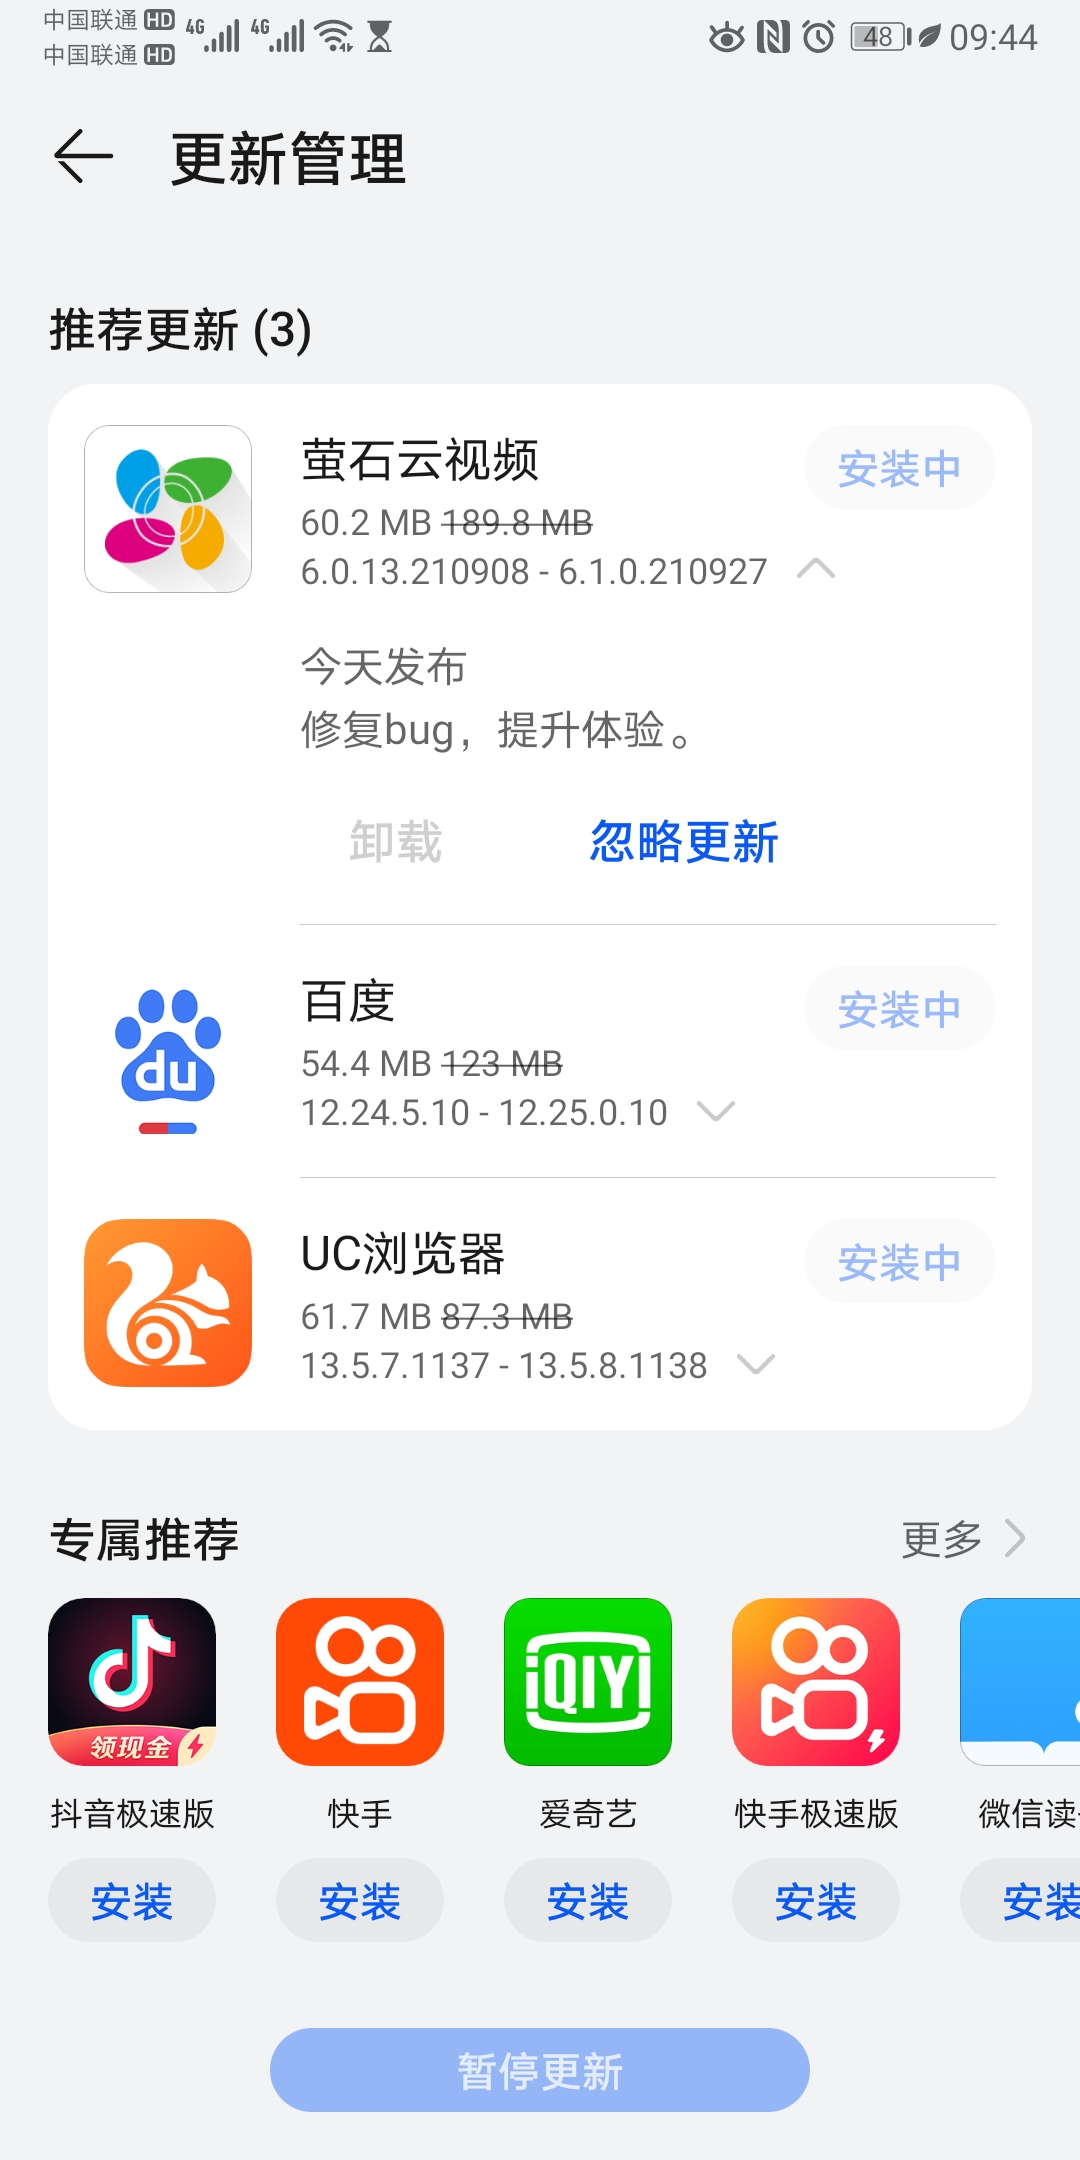 中国联通 HD 4G 4G 48 09:44
中国联通 HD
更新管理
推荐更新 (3)
萤石云视频
安装中
60.2 MB 189.8 MB
6.0.13.210908 - 6.1.0.210927
今天发布
修复bug，提升体验。
卸载 忽略更新
百度
安装中
du
54.4 MB 123 MB
12.24.5.10 - 12.25.0.10
UC浏览器
安装中
61.7 MB 87.3 MB
13.5.7.1137 - 13.5.8.1138
专属推荐 更多
领现金
iQIYI
抖音极速版 快手 爱奇艺 快手极速版 微信读
安装 安装 安装 安装 安装
暂停更新